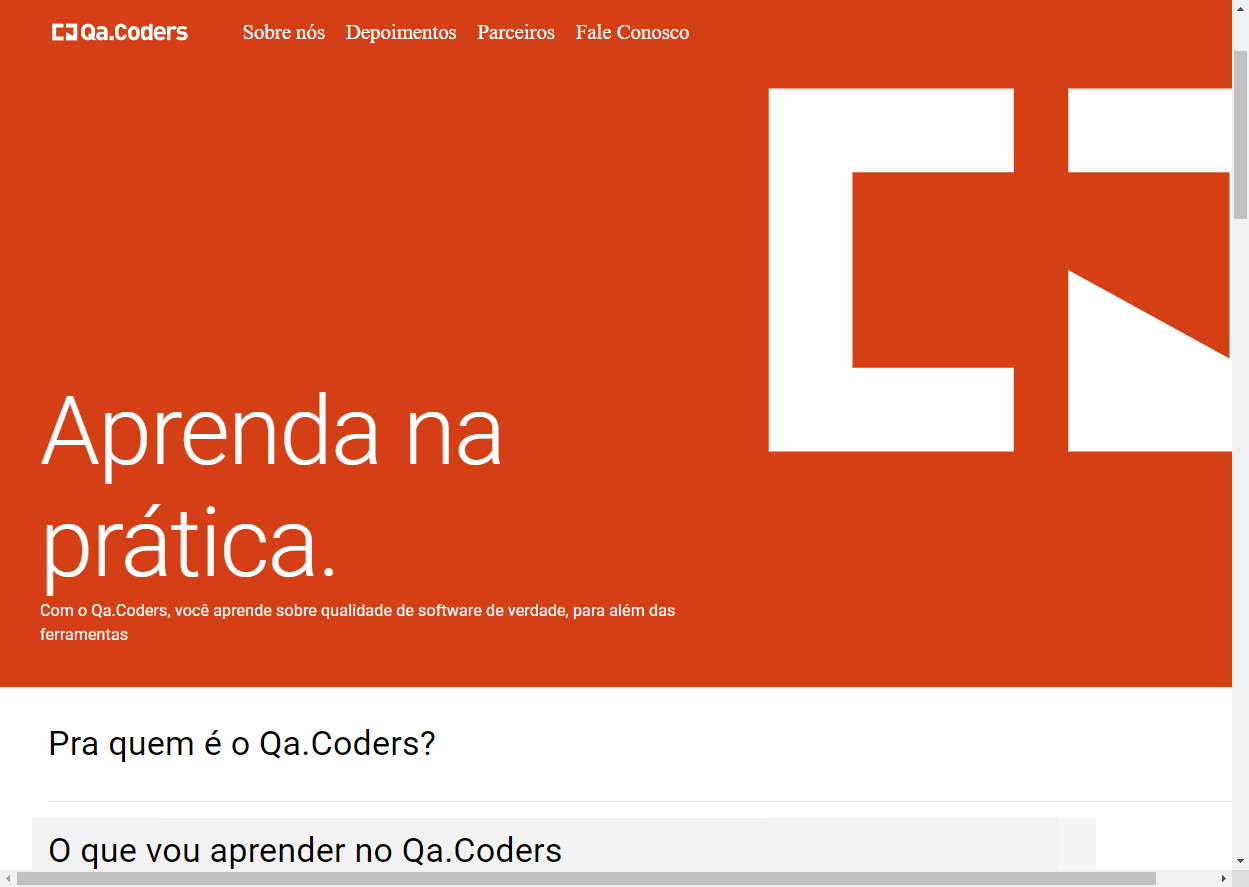 Qa.Coders
Sobre nós
Depoimentos
Parceiros
Fale Conosco
Aprenda na
prática.
Com o Qa.Coders, você aprende sobre qualidade de software de verdade, para além das
ferramentas
Pra quem é o Qa.Coders?
O que vou aprender no Qa.Coders